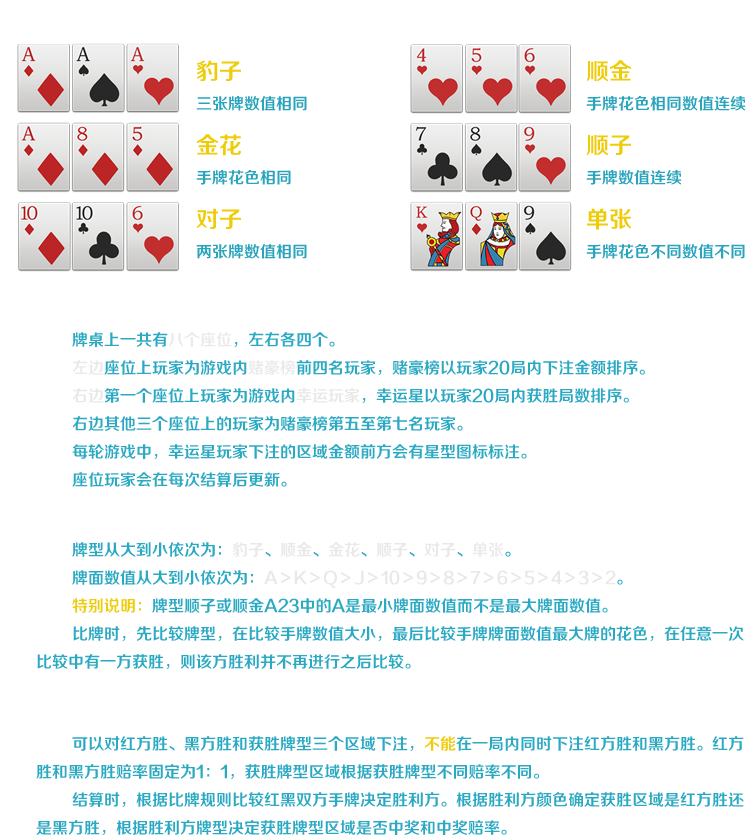 A A A 豹子
三张牌数值相同
4 5 6 顺金
手牌花色相同数值连续
A 8 5 金花
手牌花色相同
7 8 9 顺子
手牌数值连续
10 10 6 对子
两张牌数值相同
K Q 9 单张
手牌花色不同数值不同
牌桌上一共有八个座位，左右各四个。
左边座位上玩家为游戏内赌豪榜前四名玩家，赌豪榜以玩家20局内下注金额排序。
右边第一个座位上玩家为游戏内幸运玩家，幸运星以玩家20局内获胜局数排序。
右边其他三个座位上的玩家为赌豪榜第五至第七名玩家。
每轮游戏中，幸运星玩家下注的区域金额前方会有星型图标标注。
座位玩家会在每次结算后更新。
牌型从大到小依次为：豹子、顺金、金花、顺子、对子、单张。
牌面数值从大到小依次为：A>K>Q>J>10>9>8>7>6>5>4>3>2。
特别说明：牌型顺子或顺金A23中的A是最小牌面数值而不是最大牌面数值。
比牌时，先比较牌型，在比较手牌数值大小，最后比较手牌牌面数值最大牌的花色，在任意一次
比较中有一方获胜，则该方胜利并不再进行之后比较。
可以对红方胜、黑方胜和获胜牌型三个区域下注，不能在一局内同时下注红方胜和黑方胜。红方
胜和黑方胜赔率固定为1：1，获胜牌型区域根据获胜牌型不同赔率不同。
结算时，根据比牌规则比较红黑双方手牌决定胜利方。根据胜利方颜色确定获胜区域是红方胜还
是黑方胜，根据胜利方牌型决定获胜牌型区域是否中奖和中奖赔率。